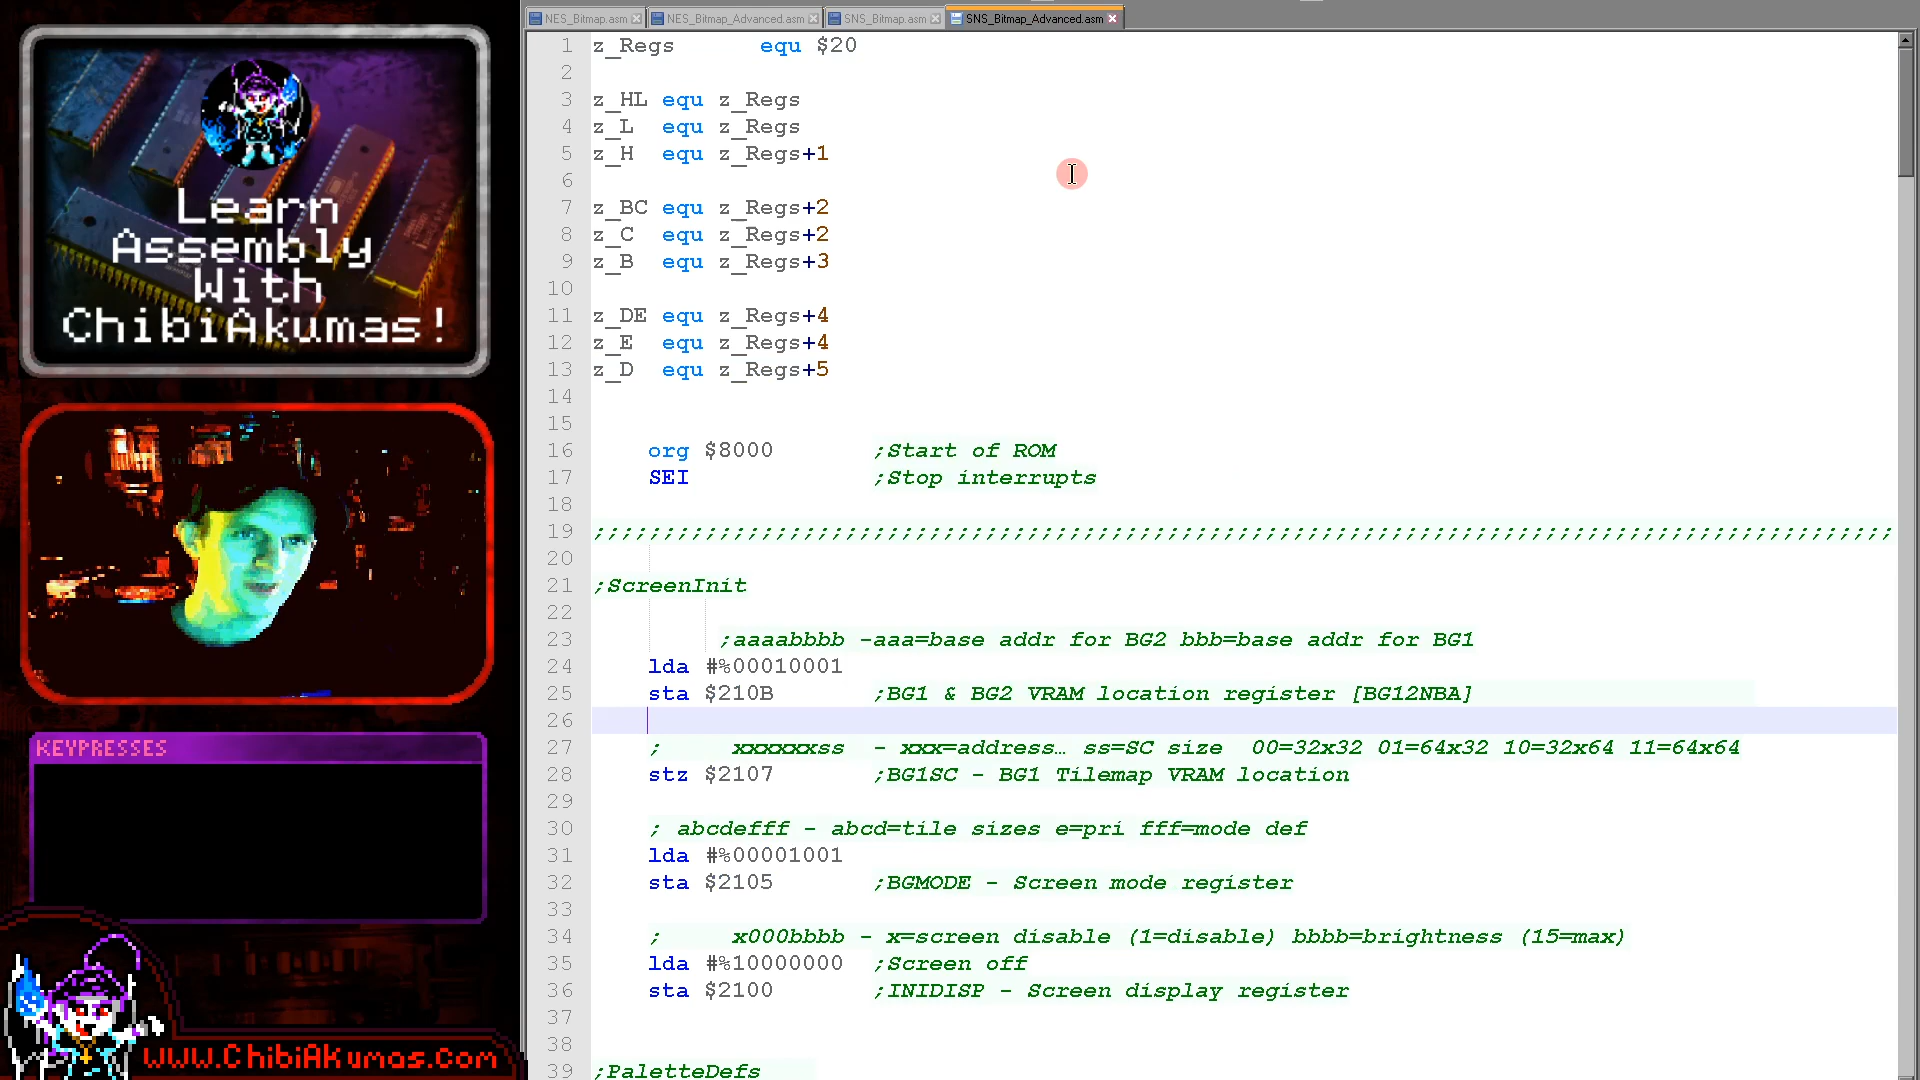 Learn
Assembly
With
ChibiAkumas!
KEYPRESSES
www.ChibiAkumas.com
NES_Bitmap.asm NES_Bitmap_Advanced.asm SNS_Bitmap.asm SNS_Bitmap_Advanced.asm
1 z_Regs equ $20
2
3 z_HL equ z_Regs
4 z_L equ z_Regs
5 z_H equ z_Regs+1
6
7 z_BC equ z_Regs+2
8 z_C equ z_Regs+2
9 z_B equ z_Regs+3
10
11 z_DE equ z_Regs+4
12 z_E equ z_Regs+4
13 z_D equ z_Regs+5
14
15
16 org $8000 ;Start of ROM
17 SEI ;Stop interrupts
18
19 ;;;;;;;;;;;;;;;;;;;;;;;;;;;;;;;;;;;;;;;;;;;;;;;;;;;;;;;;;;;;;;;;;;;;;;;;;;;;;;;;;;;;;;;;;;;;;
20
21 ;ScreenInit
22
23 ;aaaabbbb -aaa=base addr for BG2 bbb=base addr for BG1
24 lda #%00010001
25 sta $210B ;BG1 & BG2 VRAM location register [BG12NBA]
26
27 ; xxxxxxss - xxx=address… ss=SC size 00=32x32 01=64x32 10=32x64 11=64x64
28 stz $2107 ;BG1SC - BG1 Tilemap VRAM location
29
30 ; abcdefff - abcd=tile sizes e=pri fff=mode def
31 lda #%00001001
32 sta $2105 ;BGMODE - Screen mode register
33
34 ; x000bbbb - x=screen disable (1=disable) bbbb=brightness (15=max)
35 lda #%10000000 ;Screen off
36 sta $2100 ;INIDISP - Screen display register
37
38
39 ;PaletteDefs